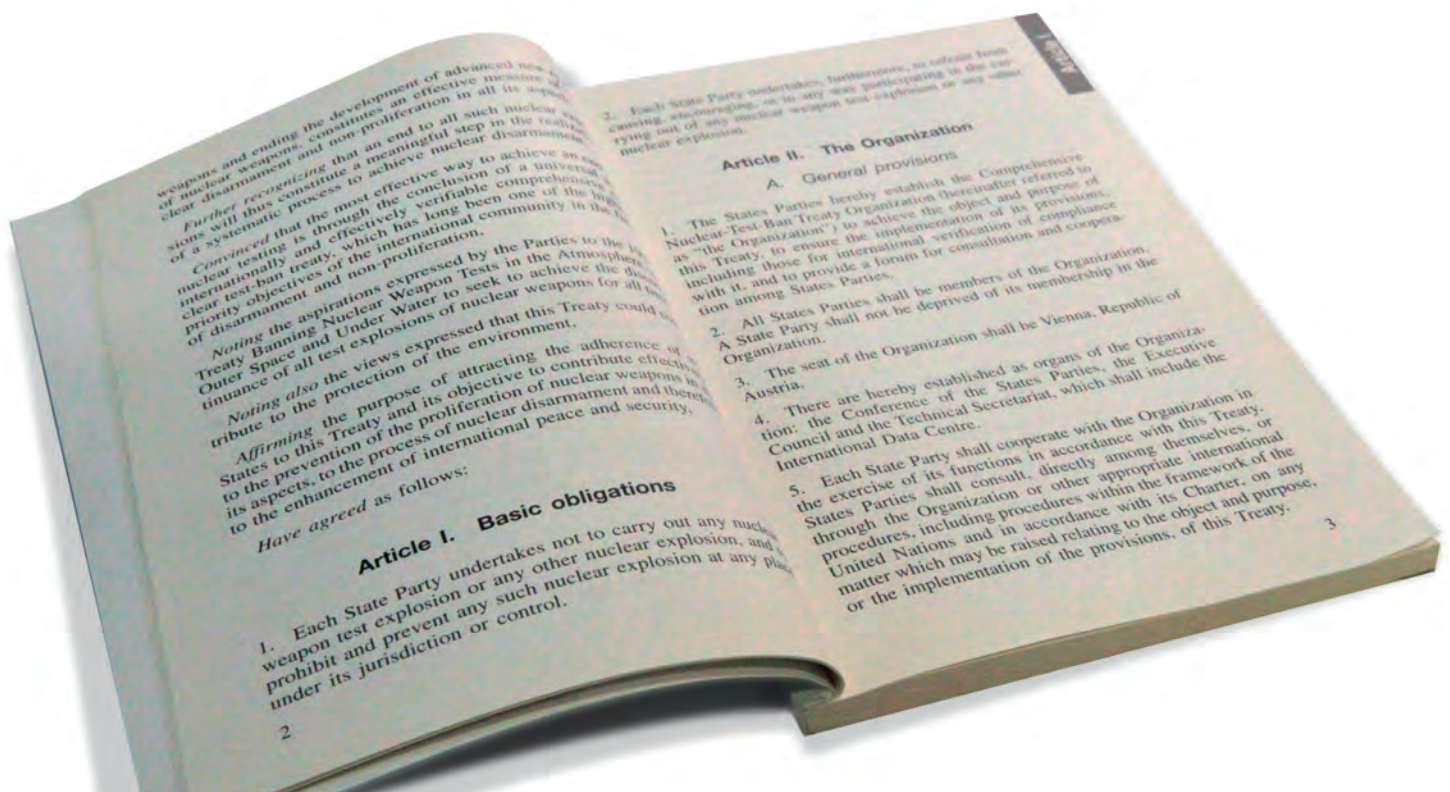 weapons and ending the development of advanced new
of nuclear weapons, constitutes an effective measure
clear disarmament and non-proliferation in all its
Further recognizing that an end to all such nuclear
sions will thus constitute a meaningful step in the
of a systematic process to achieve nuclear disarmament
Convinced that the most effective way to achieve an
nuclear testing is through the conclusion of a universal
internationally and effectively verifiable comprehensive
clear test-ban treaty, which has long been one of the
priority objectives of the international community in the
of disarmament and non-proliferation.
Noting the aspirations expressed by the Parties to the
Treaty Banning Nuclear Weapon Tests in the Atmosphere
Outer Space and Under Water to seek to achieve the
tinuance of all test explosions of nuclear weapons for all
Noting also the views expressed that this Treaty could
tribute to the protection of the environment.
Affirming the purpose of attracting the adherence of
States to this Treaty and its objective to contribute
to the prevention of the proliferation of nuclear weapons in
its aspects, to the process of nuclear disarmament and
to the enhancement of international peace and security,
Have agreed as follows:
Article I. Basic obligations
1. Each State Party undertakes not to carry out any
weapon test explosion or any other nuclear explosion, and
prohibit and prevent any such nuclear explosion at any
under its jurisdiction or control.
2
Article I
2. Each State Party undertakes, furthermore, to refrain from
causing, encouraging, or in any way participating in the car-
rying out of any nuclear weapon test explosion or any other
nuclear explosion.
Article II. The Organization
A. General provisions
1. The States Parties hereby establish the Comprehensive
Nuclear-Test-Ban Treaty Organization (hereinafter referred to
as "the Organization") to achieve the object and purpose of
this Treaty, to ensure the implementation of its provisions,
including those for international verification of compliance
with it, and to provide a forum for consultation and coopera-
tion among States Parties.
2. All States Parties shall be members of the Organization.
A State Party shall not be deprived of its membership in the
Organization.
3. The seat of the Organization shall be Vienna, Republic of
Austria.
4. There are hereby established as organs of the Organiza-
tion: the Conference of the States Parties, the Executive
Council and the Technical Secretariat, which shall include the
International Data Centre.
5. Each State Party shall cooperate with the Organization in
the exercise of its functions in accordance with this Treaty.
States Parties shall consult, directly among themselves, or
through the Organization or other appropriate international
procedures, including procedures within the framework of the
United Nations and in accordance with its Charter, on any
matter which may be raised relating to the object and purpose,
or the implementation of the provisions, of this Treaty.
3